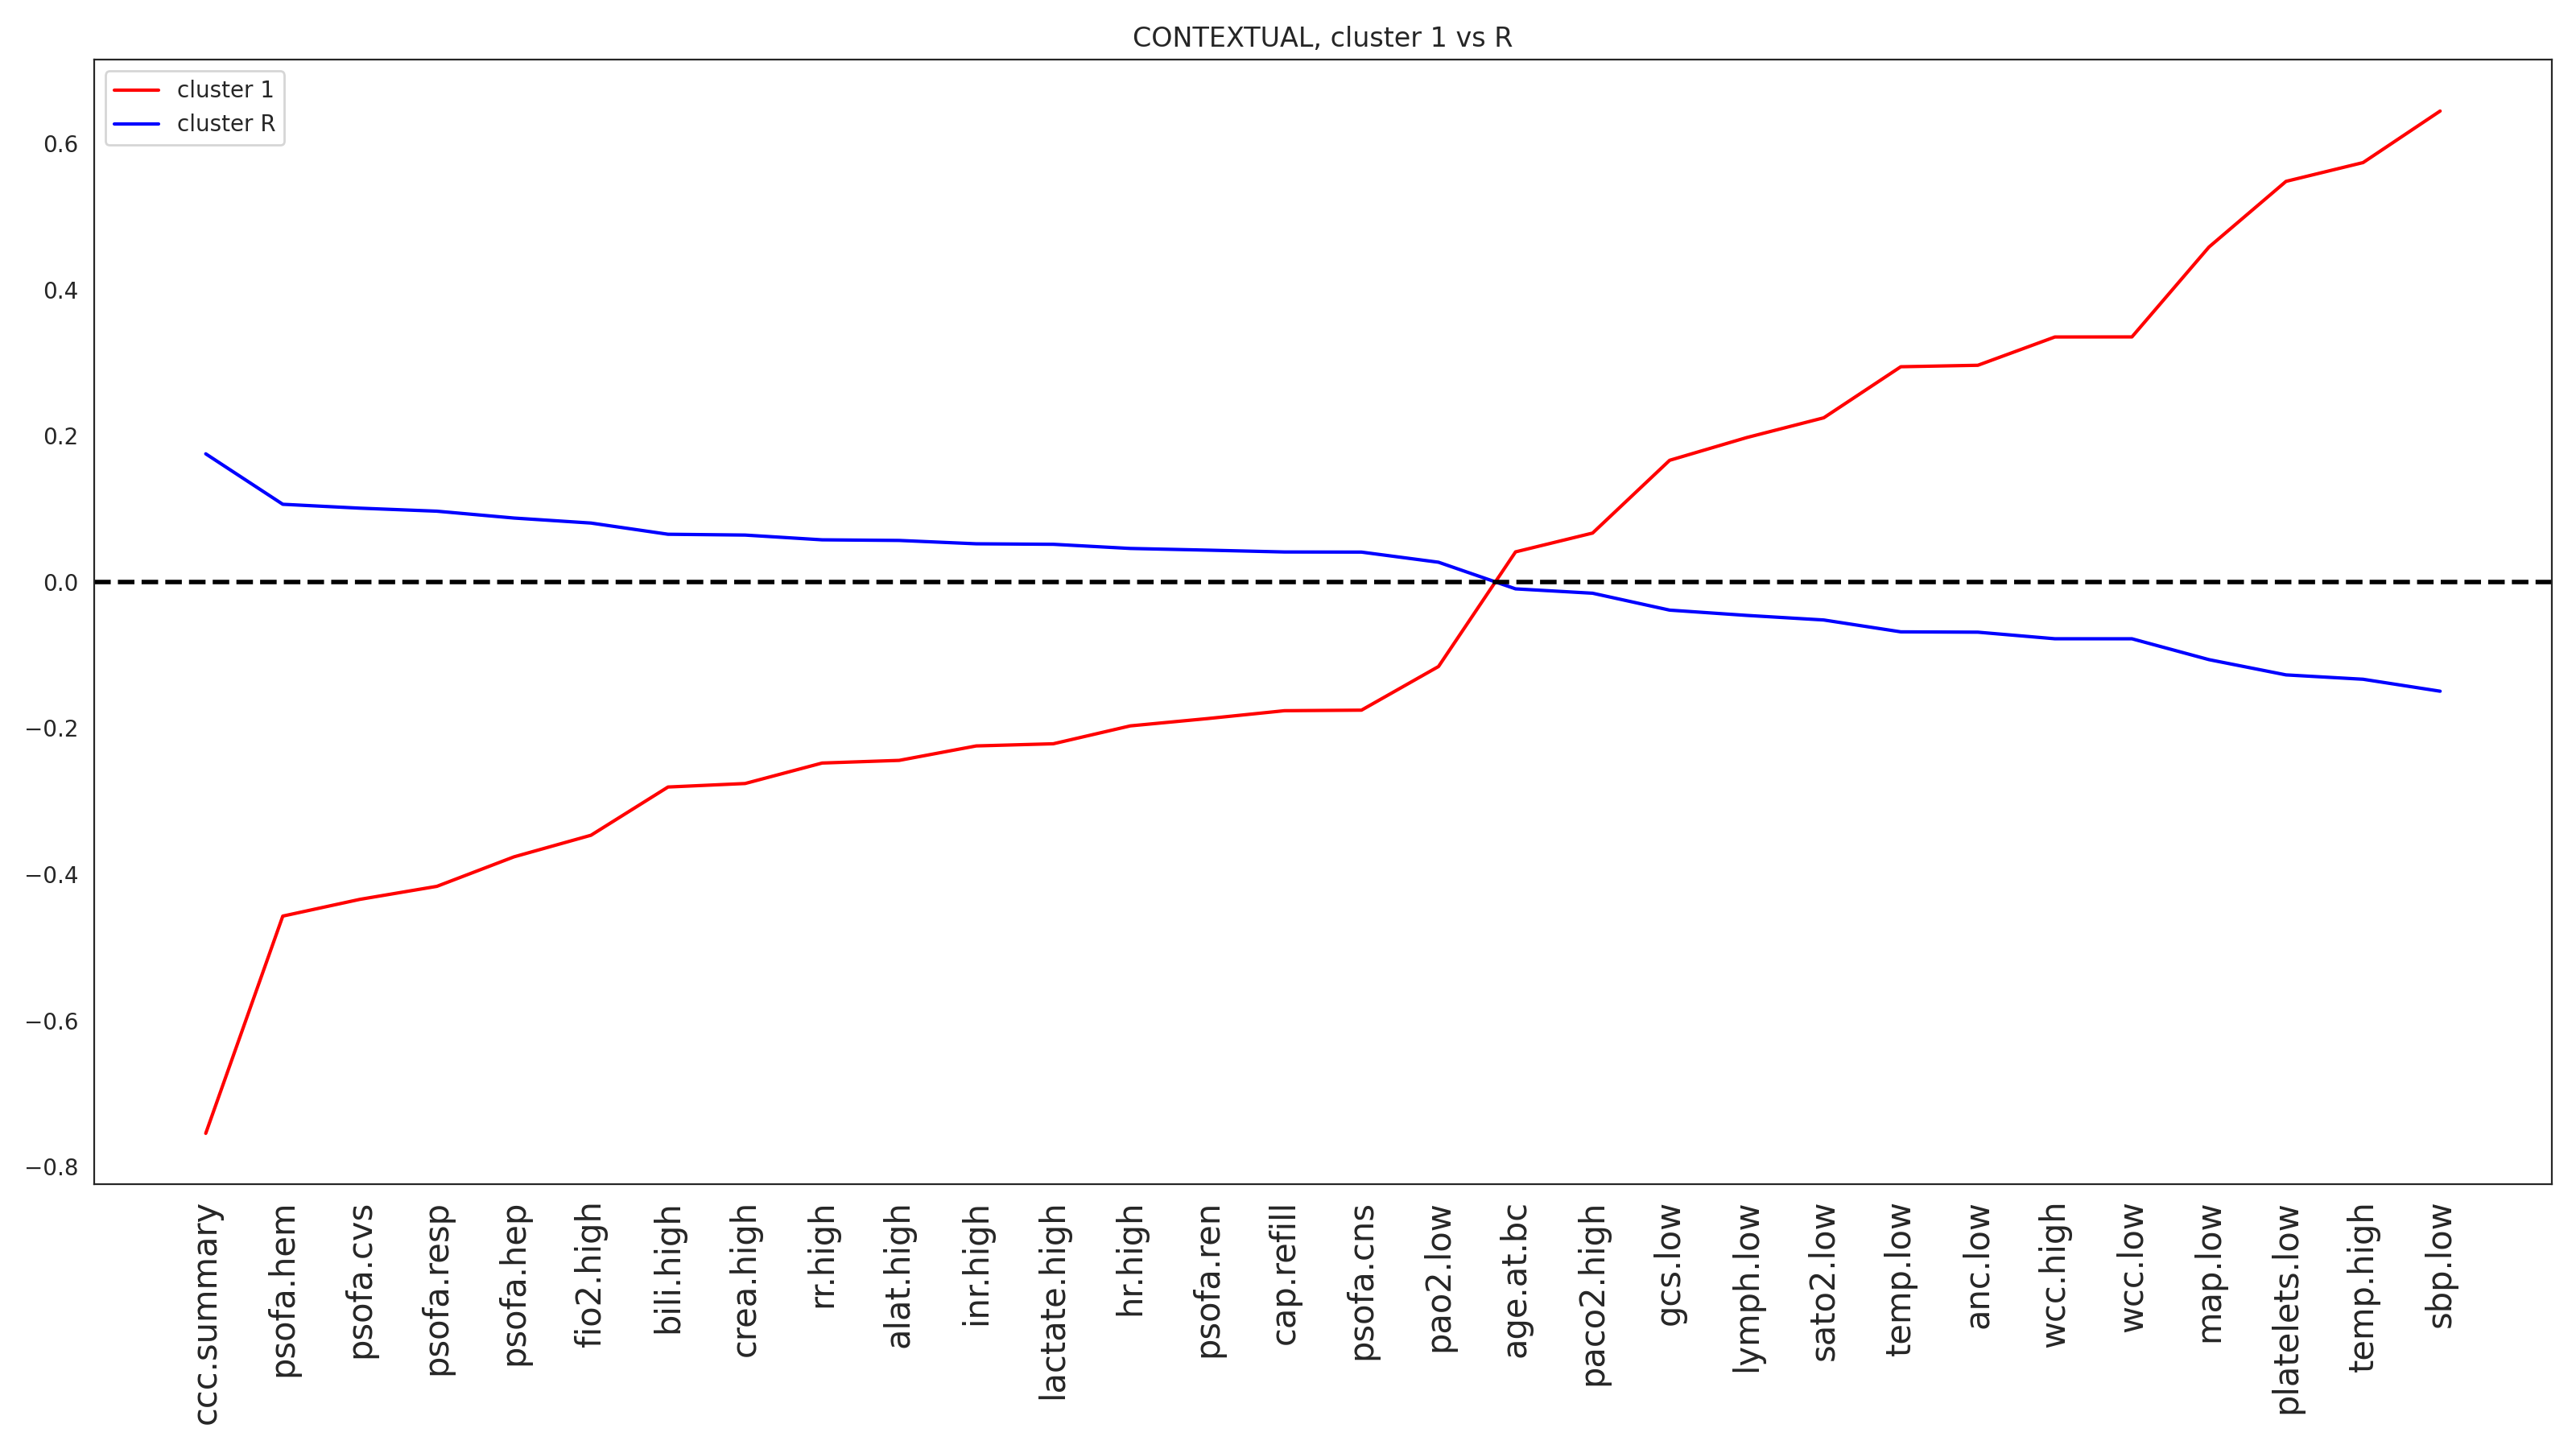 CONTEXTUAL, cluster 1 vs R
cluster 1
cluster R
0.6
0.4
0.2
0.0
−0.2
−0.4
−0.6
−0.8
ccc.summary
psofa.hem
psofa.cvs
psofa.resp
psofa.hep
fio2.high
bili.high
crea.high
rr.high
alat.high
inr.high
lactate.high
hr.high
psofa.ren
cap.refill
psofa.cns
pao2.low
age.at.bc
paco2.high
gcs.low
lymph.low
sato2.low
temp.low
anc.low
wcc.high
wcc.low
map.low
platelets.low
temp.high
sbp.low